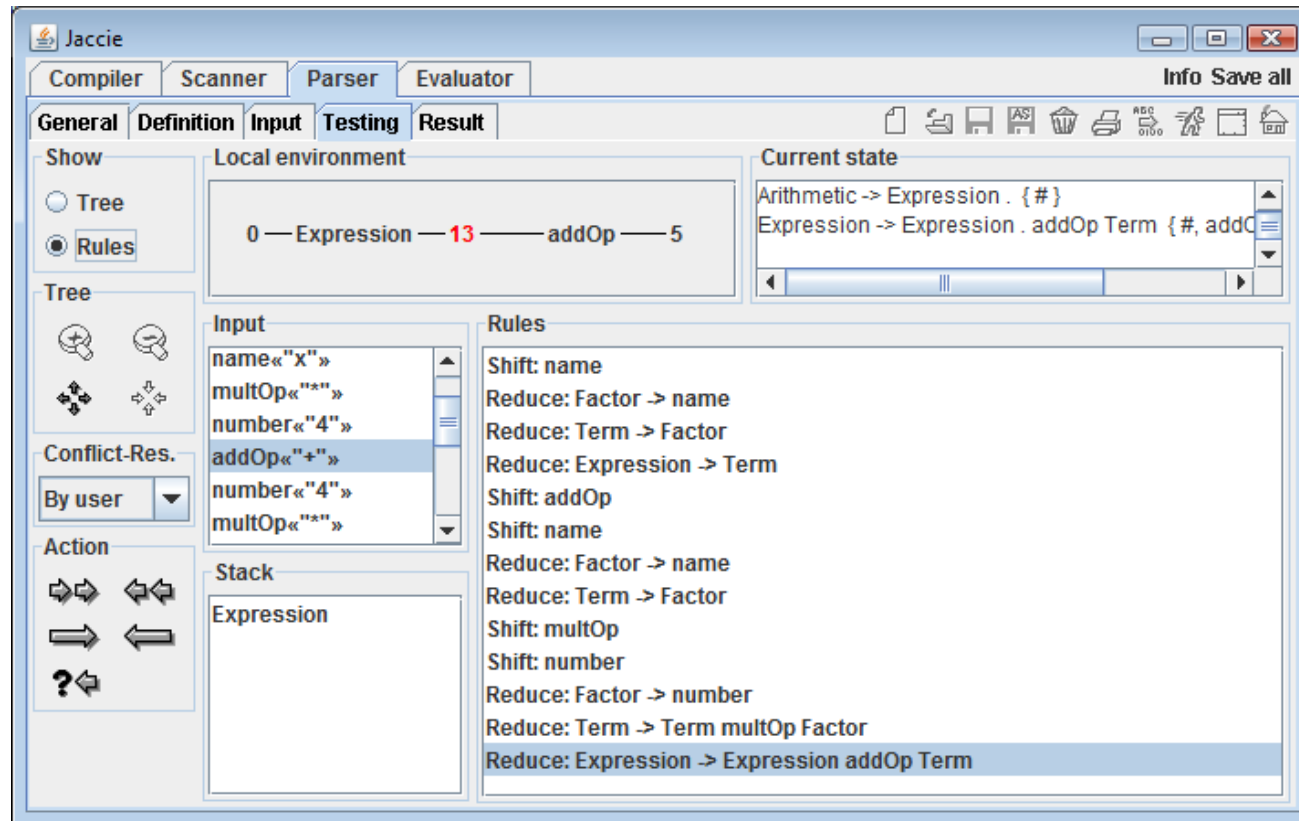 Jaccie
Compiler Scanner Parser Evaluator Info Save all
General Definition Input Testing Result AS ABC 0100
Show
Tree
Rules
Local environment
0 Expression 13 addOp 5
Current state
Arithmetic -> Expression . { # }
Expression -> Expression . addOp Term { #, addO
Tree
Conflict-Res.
By user
Action
?
Input
name«"x"»
multOp«"*"»
number«"4"»
addOp«"+"»
number«"4"»
multOp«"*"»
Stack
Expression
Rules
Shift: name
Reduce: Factor -> name
Reduce: Term -> Factor
Reduce: Expression -> Term
Shift: addOp
Shift: name
Reduce: Factor -> name
Reduce: Term -> Factor
Shift: multOp
Shift: number
Reduce: Factor -> number
Reduce: Term -> Term multOp Factor
Reduce: Expression -> Expression addOp Term